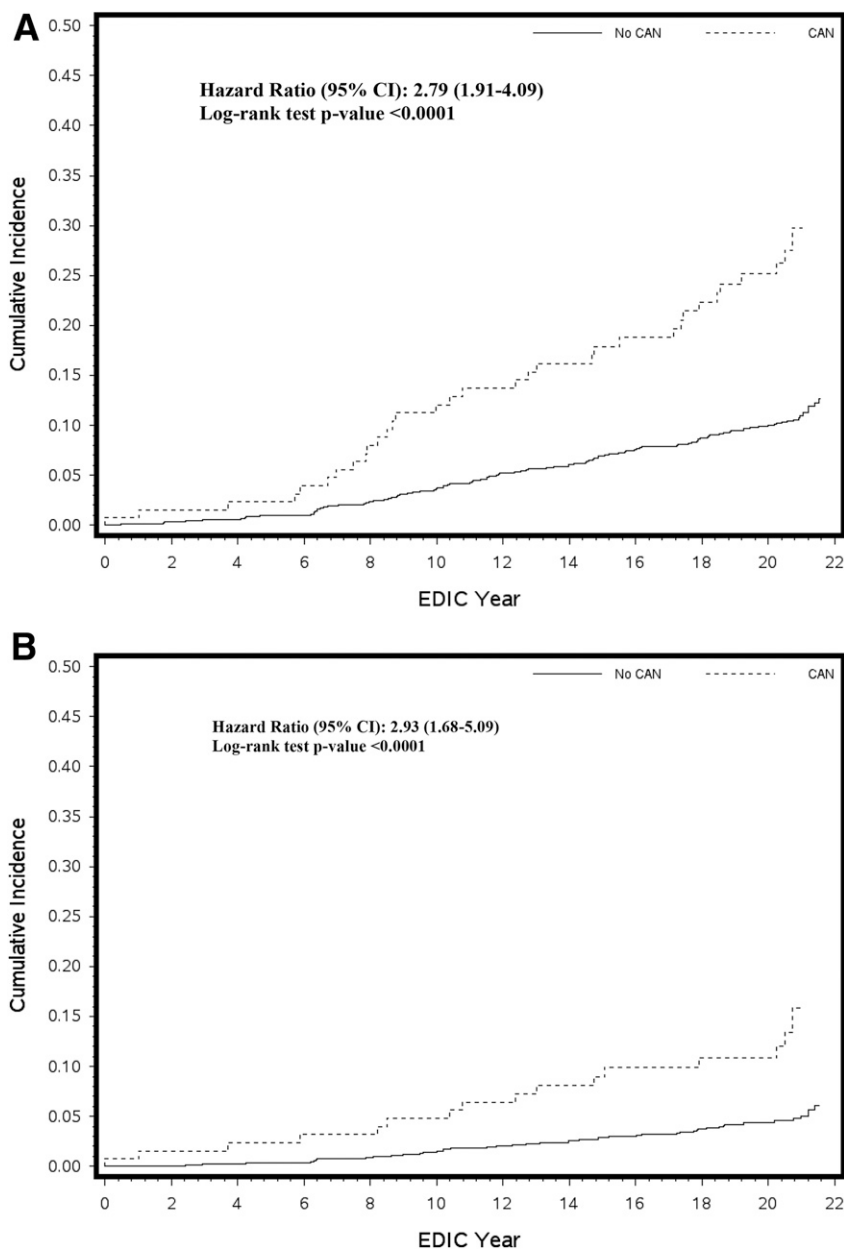 A
No CAN CAN
Hazard Ratio (95% CI): 2.79 (1.91-4.09)
Log-rank test p-value <0.0001
Cumulative Incidence
0.50
0.45
0.40
0.35
0.30
0.25
0.20
0.15
0.10
0.05
0.00
0 2 4 6 8 10 12 14 16 18 20 22
EDIC Year
B
No CAN CAN
Hazard Ratio (95% CI): 2.93 (1.68-5.09)
Log-rank test p-value <0.0001
Cumulative Incidence
0.50
0.45
0.40
0.35
0.30
0.25
0.20
0.15
0.10
0.05
0.00
0 2 4 6 8 10 12 14 16 18 20 22
EDIC Year